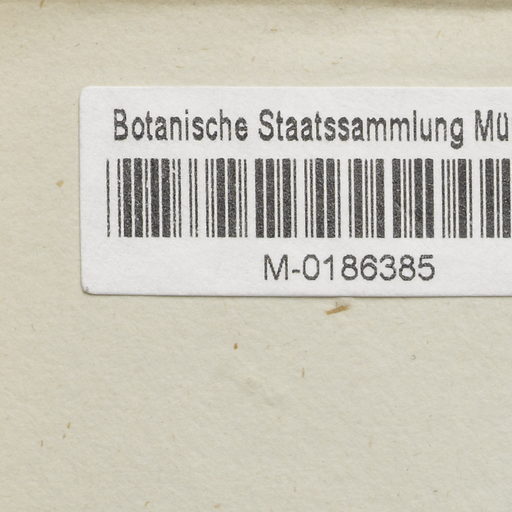 Botanische Staatssammlung Mü
M-0186385